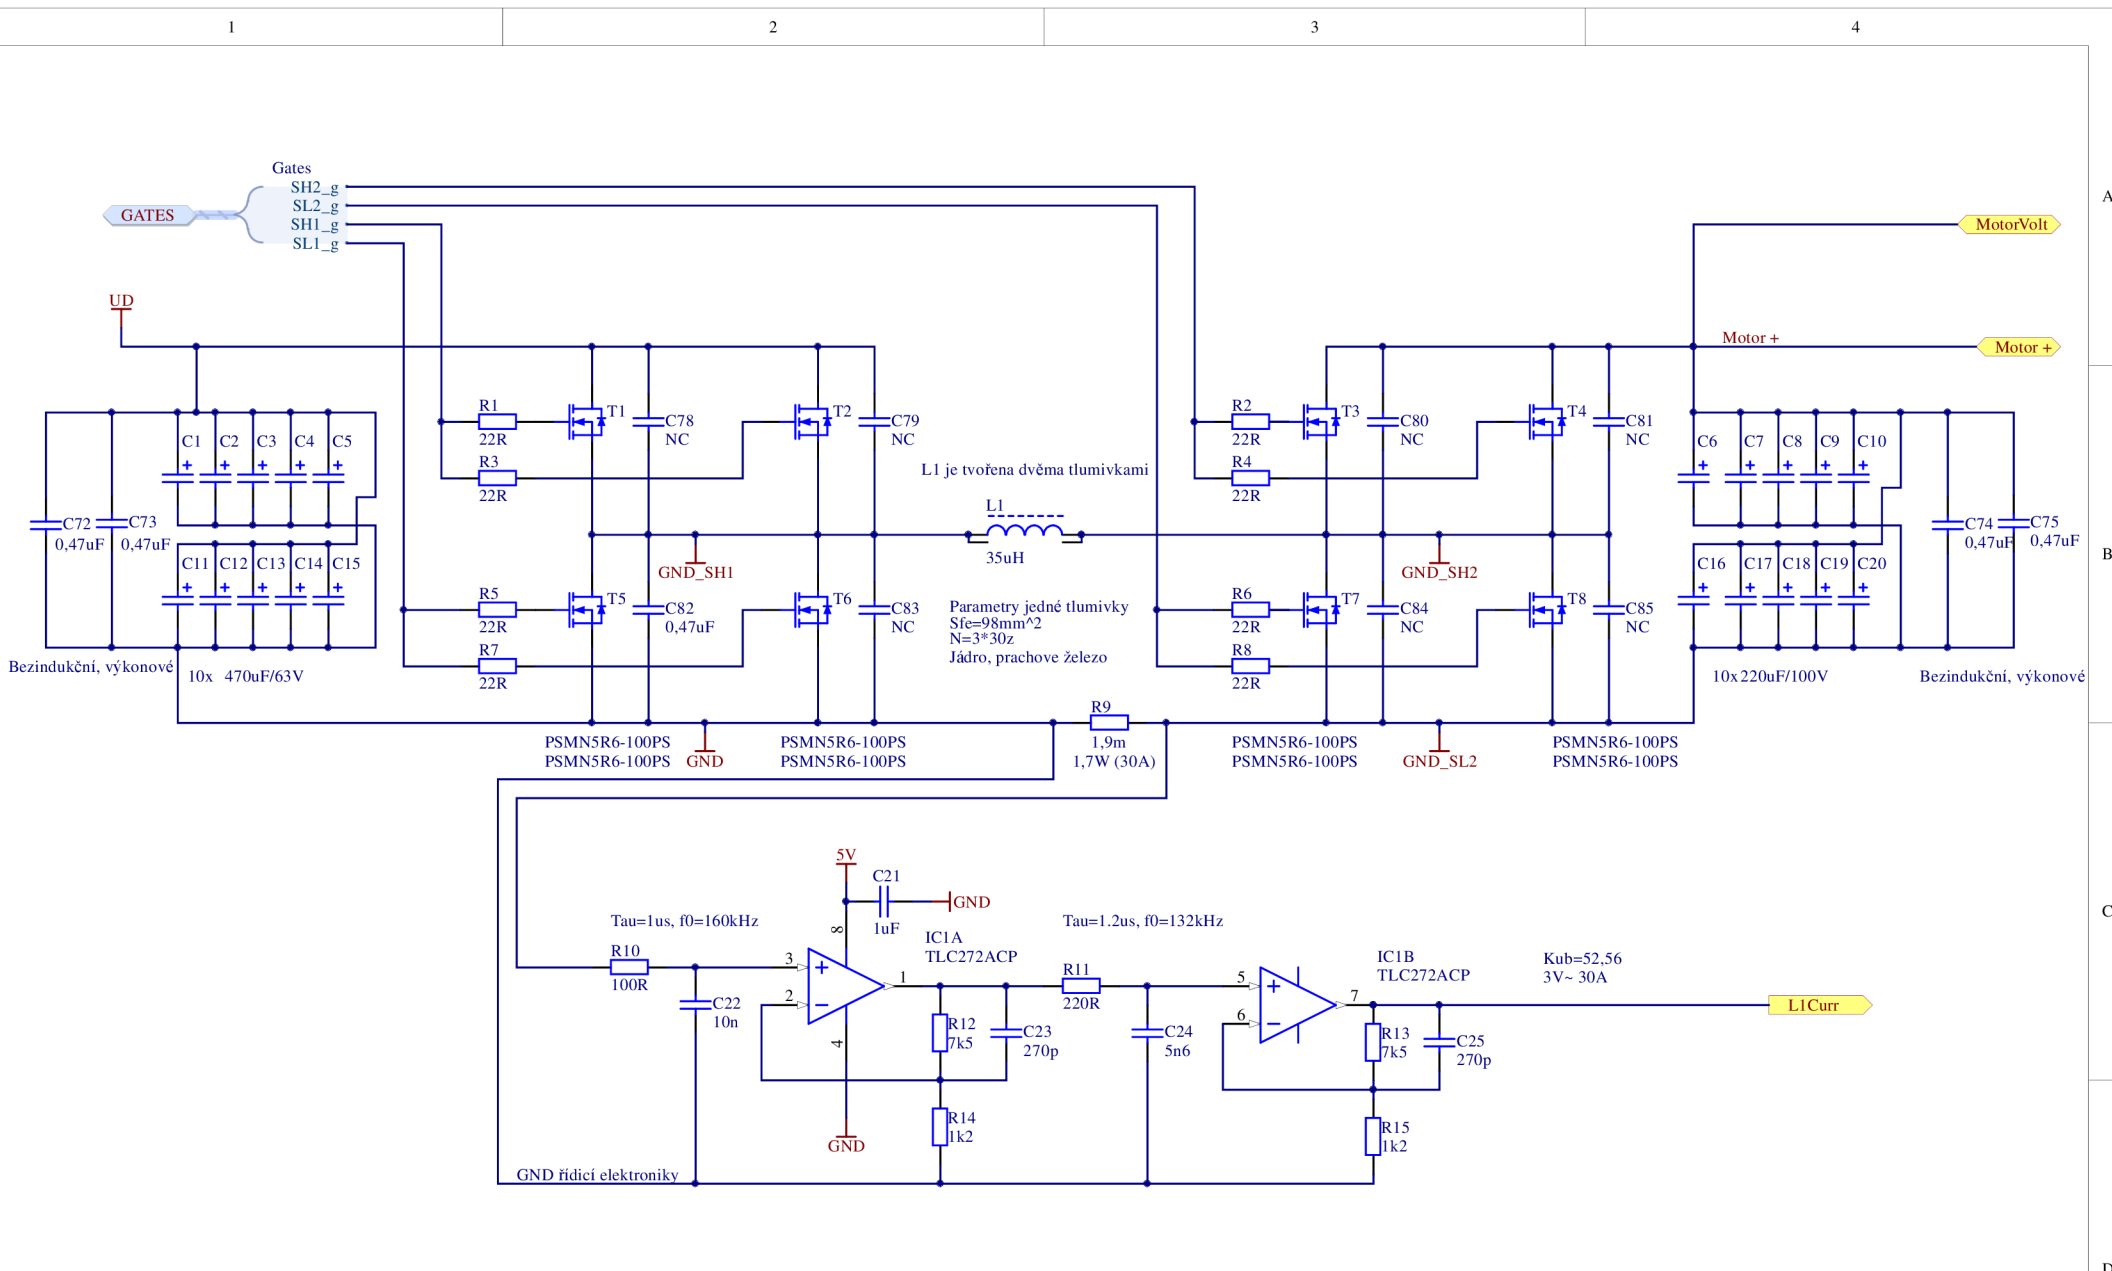 1
2
3
4
A
B
C
D
Gates
GATES
SH2_g
SL2_g
SH1_g
SL1_g
MotorVolt
UD
Motor +
Motor +
R1
22R
R3
22R
T1
C78
NC
T2
C79
NC
L1 je tvořena dvěma tlumivkami
L1
35uH
R2
22R
R4
22R
T3
C80
NC
T4
C81
NC
C1
C2
C3
C4
C5
C72
0,47uF
C73
0,47uF
C11
C12
C13
C14
C15
Bezindukční, výkonové
10x 470uF/63V
GND_SH1
R5
22R
R7
22R
T5
C82
0,47uF
T6
C83
NC
Parametry jedné tlumivky
Sfe=98mm^2
N=3*30z
Jádro, prachove železo
GND_SH2
R6
22R
R8
22R
T7
C84
NC
T8
C85
NC
C6
C7
C8
C9
C10
C74
0,47uF
C75
0,47uF
C16
C17
C18
C19
C20
10x220uF/100V
Bezindukční, výkonové
PSMN5R6-100PS
PSMN5R6-100PS
GND
PSMN5R6-100PS
PSMN5R6-100PS
R9
1,9m
1,7W (30A)
PSMN5R6-100PS
PSMN5R6-100PS
GND_SL2
PSMN5R6-100PS
PSMN5R6-100PS
5V
C21
1uF
GND
Tau=1us, f0=160kHz
R10
100R
C22
10n
8
3
2
1
4
IC1A
TLC272ACP
GND
R12
7k5
C23
270p
R14
1k2
Tau=1.2us, f0=132kHz
R11
220R
C24
5n6
5
6
7
IC1B
TLC272ACP
Kub=52,56
3V~ 30A
L1Curr
R13
7k5
C25
270p
R15
1k2
GND řídicí elektroniky